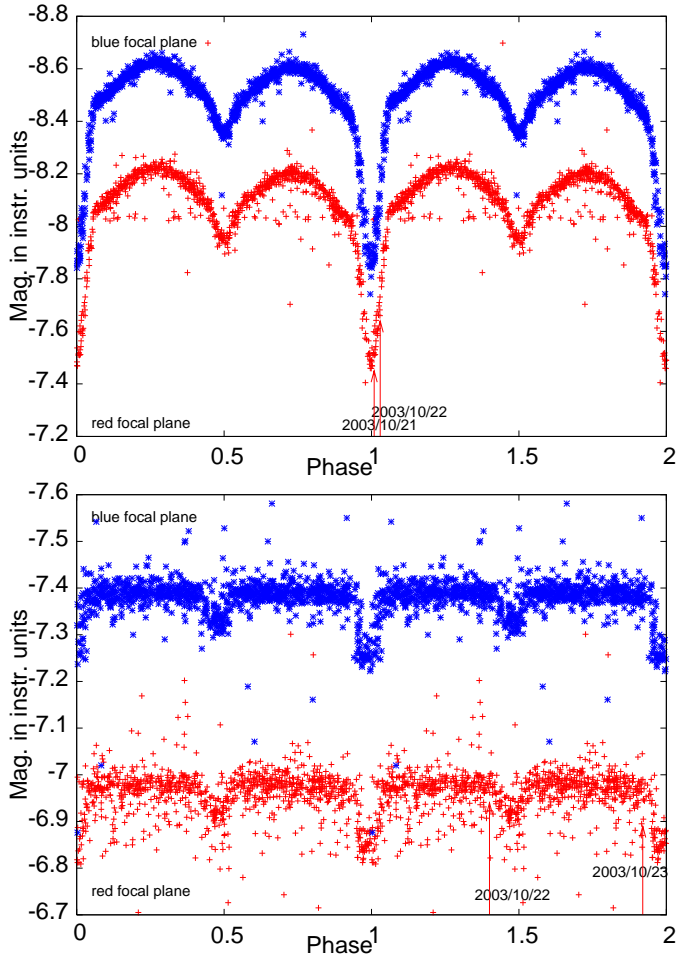 -8.8
blue focal plane
-8.6
-8.4
-8.2
-8
-7.8
-7.6
-7.4
-7.2
Mag. in instr. units
2003/10/22
2003/10/21
red focal plane
0 0.5 1 1.5 2
Phase
-7.6
blue focal plane
-7.5
-7.4
-7.3
-7.2
-7.1
-7
-6.9
-6.8
-6.7
Mag. in instr. units
2003/10/23
2003/10/22
red focal plane
0 0.5 1 1.5 2
Phase